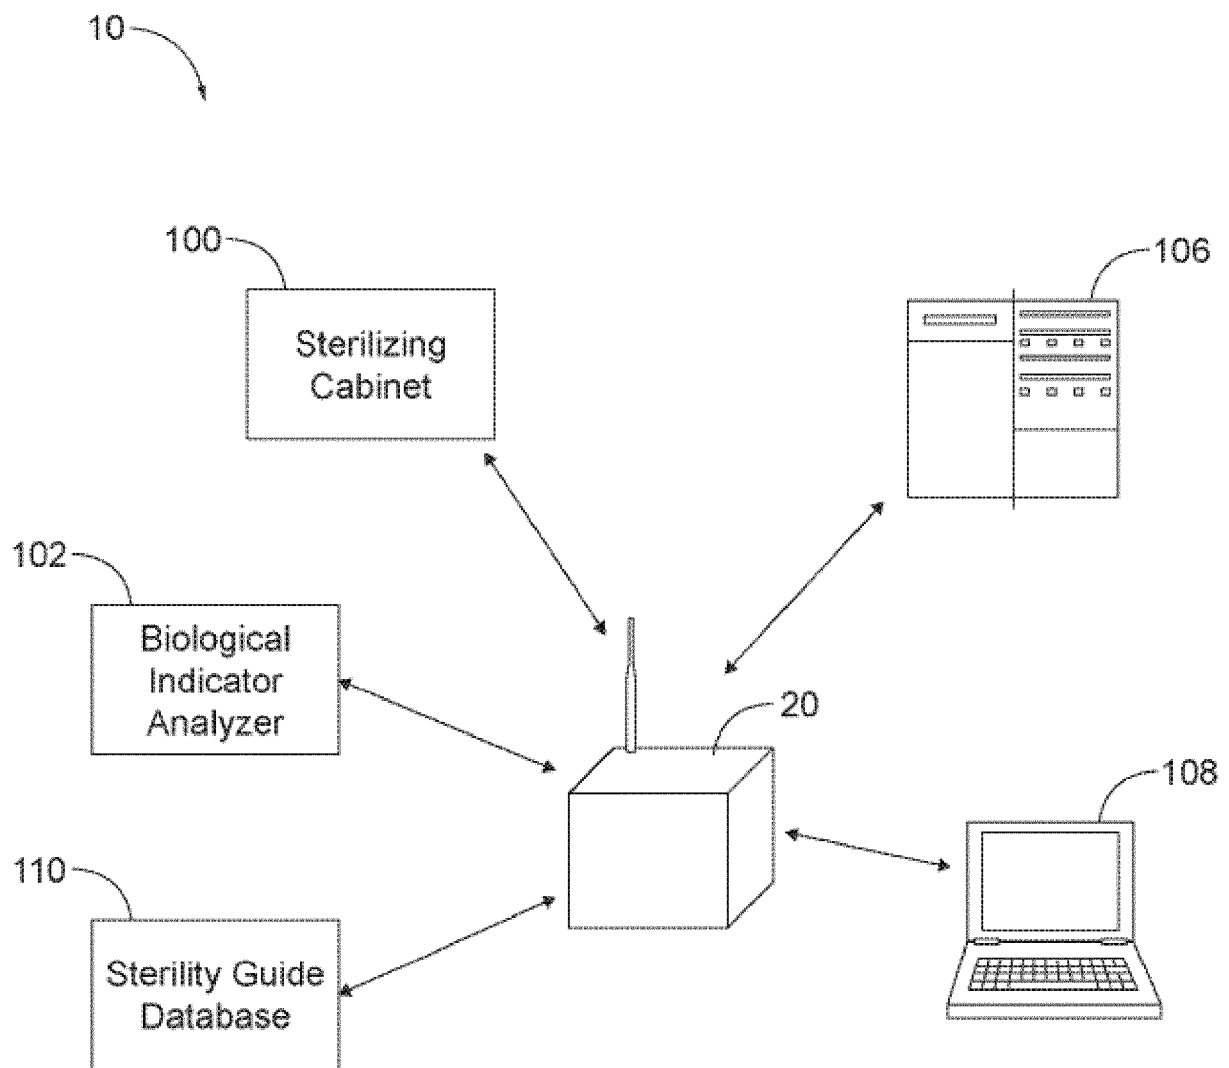 10
100
Sterilizing
Cabinet
106
102
Biological
Indicator
Analyzer
20
108
110
Sterility Guide
Database